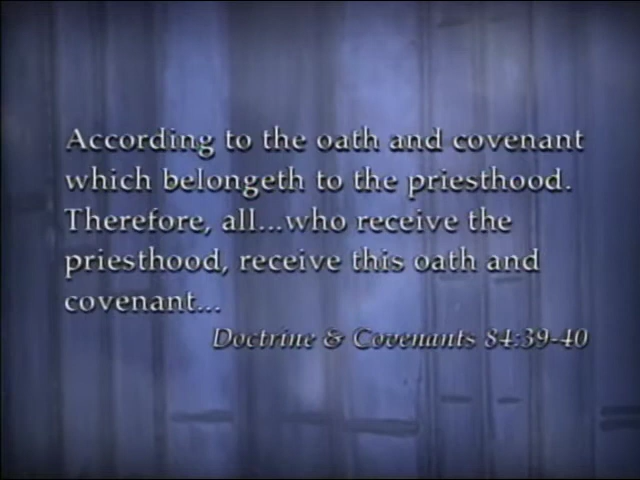 According to the oath and covenant
which belongeth to the priesthood.
Therefore, all...who receive the
priesthood, receive this oath and
covenant...
Doctrine & Covenants 84:39-40